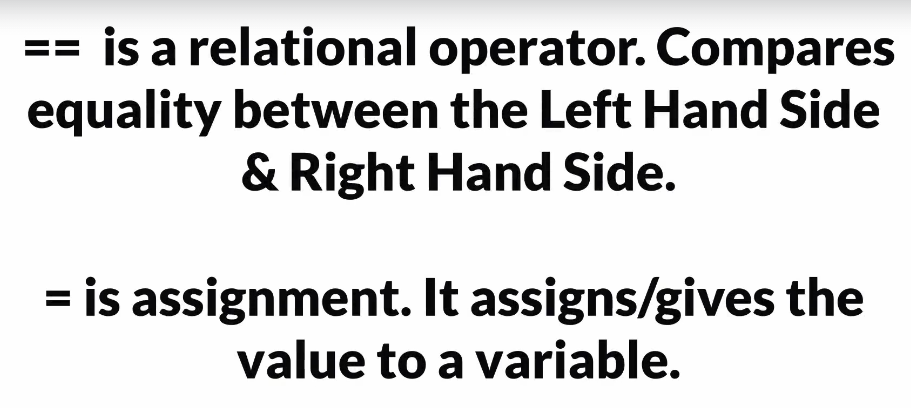 == is a relational operator. Compares
equality between the Left Hand Side
& Right Hand Side.
= is assignment. It assigns/gives the
value to a variable.